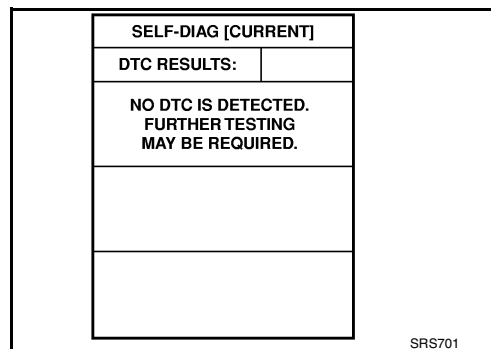 SELF-DIAG [CURRENT]
DTC RESULTS:
NO DTC IS DETECTED.
FURTHER TESTING
MAY BE REQUIRED.
SRS701